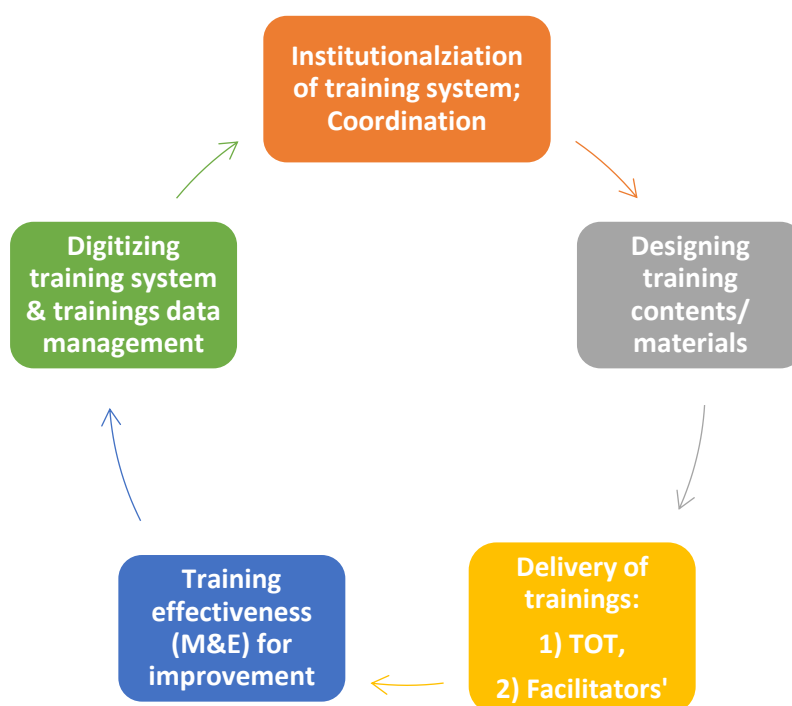 Institutionalziation
of training system;
Coordination
Designing
training
contents/
materials
Delivery of
trainings:
1) TOT,
2) Facilitators'
Training
effectiveness
(M&E) for
improvement
Digitizing
training system
& trainings data
management